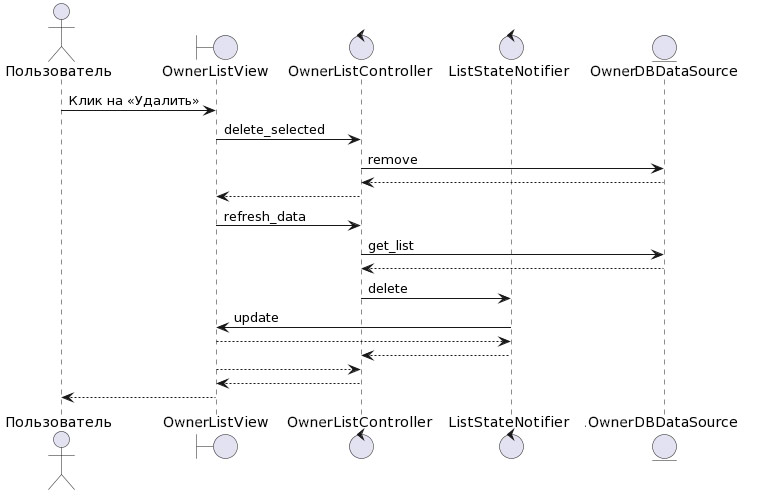 Пользователь OwnerListView OwnerListController ListStateNotifier OwnerDBDataSource
Клик на «Удалить»
delete_selected
remove
refresh_data
get_list
delete
update
Пользователь OwnerListView OwnerListController ListStateNotifier .OwnerDBDataSource